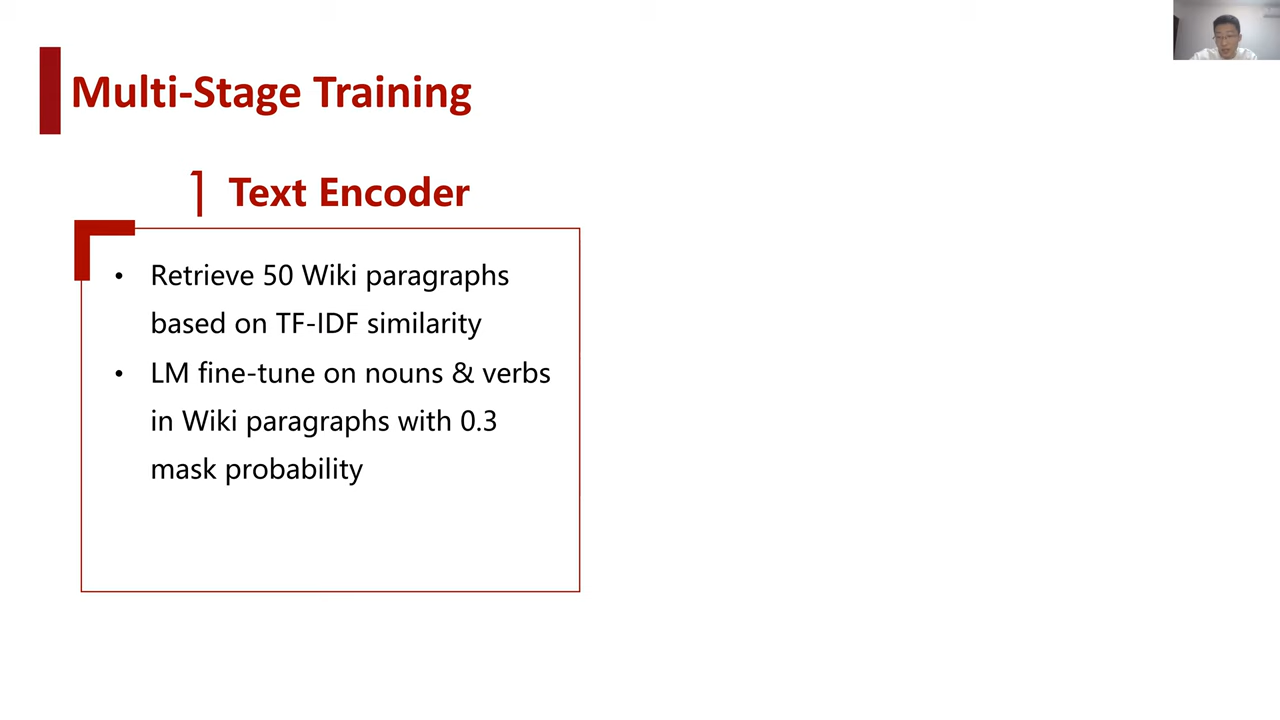 Multi-Stage Training
1 Text Encoder
• Retrieve 50 Wiki paragraphs
based on TF-IDF similarity
• LM fine-tune on nouns & verbs
in Wiki paragraphs with 0.3
mask probability